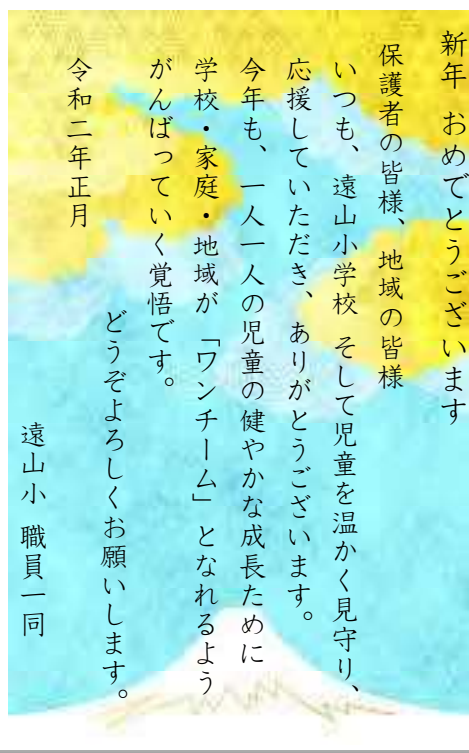 新年 おめでとうございます
保護者の皆様、地域の皆様
いつも、遠山小学校 そして児童を温かく見守り、
応援していただき、ありがとうございます。
今年も、一人一人の児童の健やかな成長ために
学校・家庭・地域が「ワンチーム」となれるよう
がんばっていく覚悟です。
どうぞよろしくお願いします。
令和二年正月
遠山小 職員一同